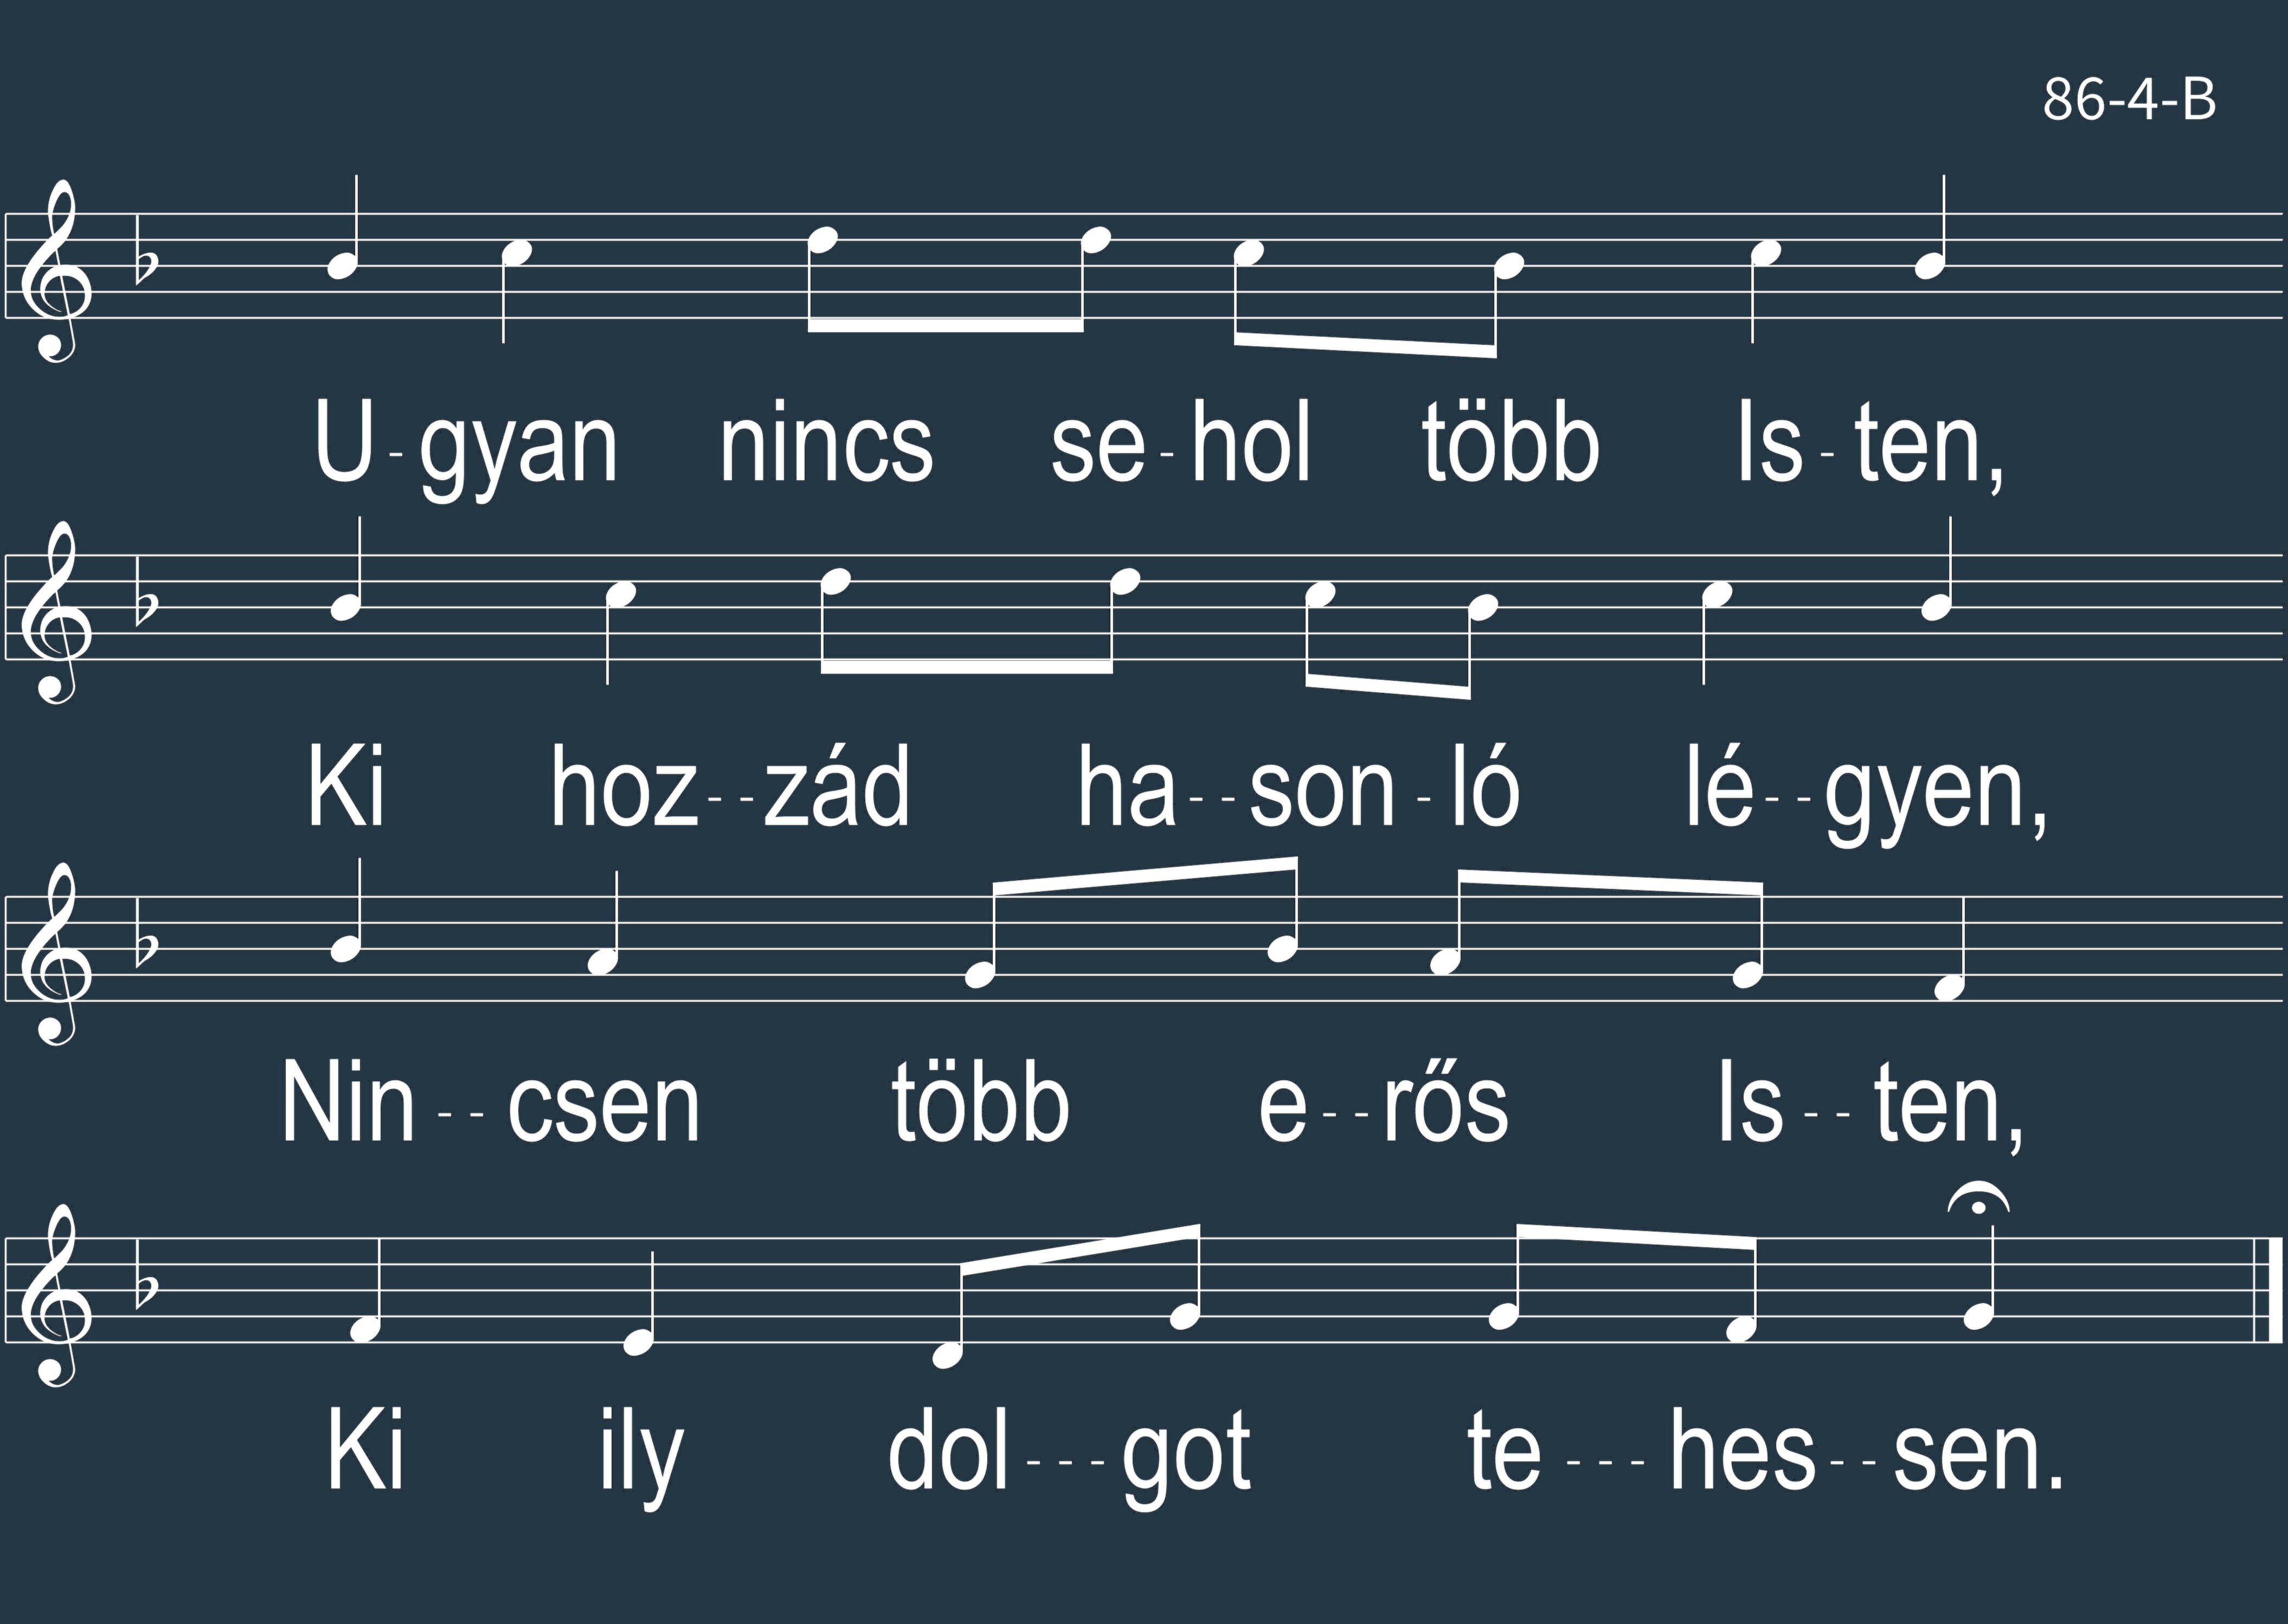 86-4-B
U-gyan nincs se-hol több Is-ten,
Ki hoz--zád ha--son-ló lé--gyen,
Nin--csen több e--rős Is--ten,
Ki ily dol---got te---hes--sen.